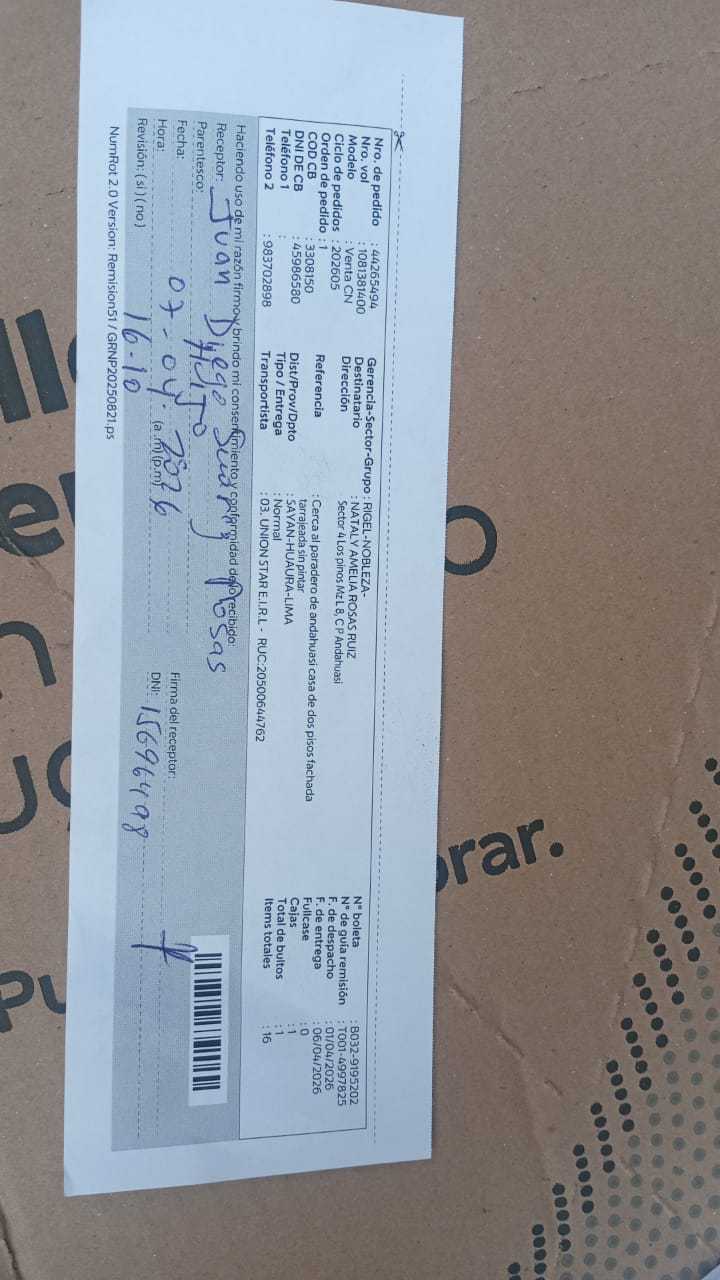 Nro. de pedido : 44265494
Nro. vol : 1081381400
Modelo : Venta CN
Ciclo de pedidos : 202605
Orden de pedido : 1
COD CB : 3308150
DNI DE CB : 45986580
Teléfono 1 :
Teléfono 2 : 983702898
Gerencia-Sector-Grupo : RIGEL-NOBLEZA-
Destinatario : NATALY AMELIA ROSAS RUIZ
Dirección Sector 4 Los pinos Mz L 8, C P Andahuasi
Referencia : Cerca al paradero de andahuasi casa de dos pisos fachada
tarrajeada sin pintar
Dist/Prov/Dpto : SAYAN-HUAURA-LIMA
Tipo / Entrega : Normal
Transportista : 03. UNION STAR E.I.R.L - RUC:20500644762
N° boleta : B032-9195202
N° de guía remisión : T001-4997825
F. de despacho : 01/04/2026
F. de entrega : 06/04/2026
Fullcase : 0
Cajas : 1
Total de bultos : 1
Items totales : 16
Haciendo uso de mi razón firmo y brindo mi consentimiento y conformidad de lo recibido:
Receptor: Juan Diego Suarez Rosas
Parentesco: HIJO
Fecha: 07-04-2026
Hora: 16-10 (a.m)(p.m)
Revisión: (si) (no)
Firma del receptor:
DNI: 15696498
NumRot 2.0 Version: Remision51 / GRNP20250821.ps
orar.